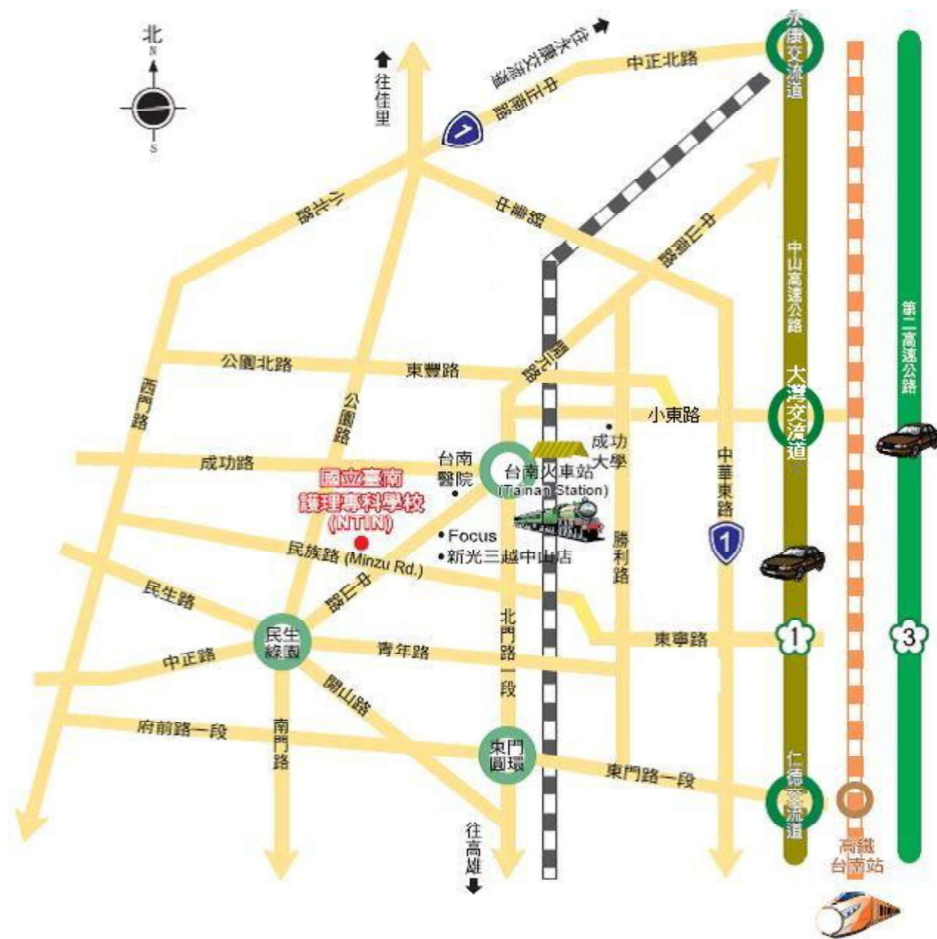 北
N
S
往佳里
往永康交流道
中正北路
中正南路
1
永康交流道
小北路
中華路
中山南路
中山高速公路
第二高速公路
公園北路
東豐路
開元路
西門路
公園路
小東路
大灣交流道
成功
大學
成功路
台南
醫院
台南火車站
(Tainan Station)
國立臺南
護理專科學校
(NTIN)
中華東路
1
Focus
新光三越中山店
民族路 (Minzu Rd.)
勝利路
民生路
中山路
民生
綠園
北門路一段
東寧路
1
3
中正路
青年路
開山路
府前路一段
南門路
東門
圓環
東門路一段
仁德交流道
往高雄
高鐵
台南站